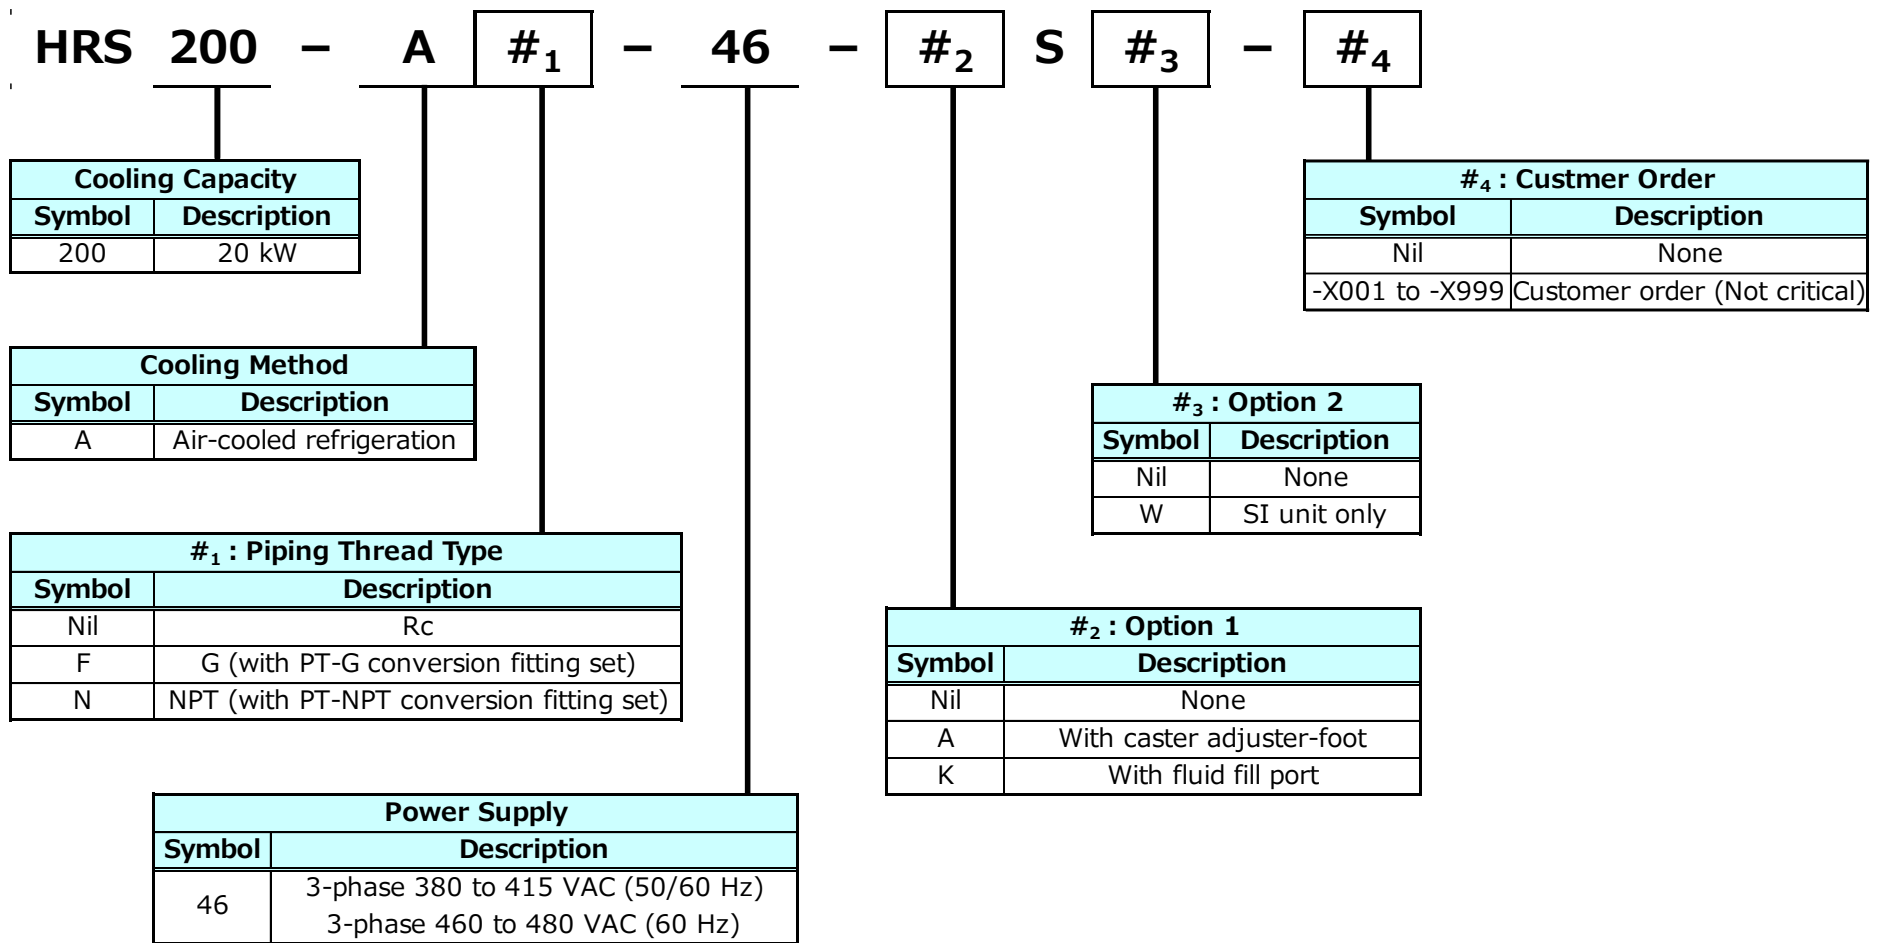 HRS 200 – A #1 – 46 – #2 S #3 – #4
Cooling Capacity
Symbol Description
200 20 kW
#4 : Custmer Order
Symbol Description
Nil None
-X001 to -X999 Customer order (Not critical)
Cooling Method
Symbol Description
A Air-cooled refrigeration
#3 : Option 2
Symbol Description
Nil None
W SI unit only
#1 : Piping Thread Type
Symbol Description
Nil Rc
F G (with PT-G conversion fitting set)
N NPT (with PT-NPT conversion fitting set)
#2 : Option 1
Symbol Description
Nil None
A With caster adjuster-foot
K With fluid fill port
Power Supply
Symbol Description
46 3-phase 380 to 415 VAC (50/60 Hz)
3-phase 460 to 480 VAC (60 Hz)